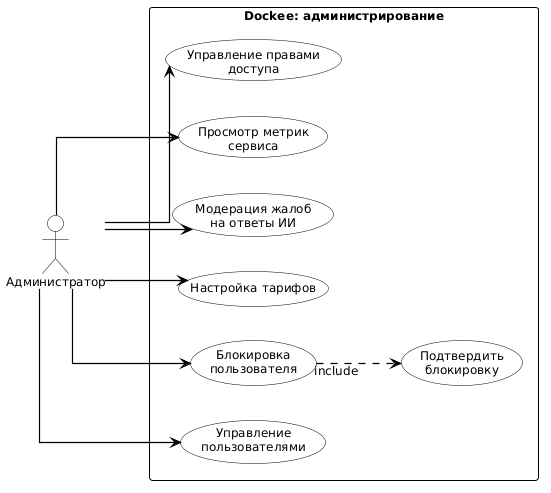 Dockee: администрирование
Управление правами
доступа
Просмотр метрик
сервиса
Модерация жалоб
на ответы ИИ
Администратор
Настройка тарифов
Блокировка
пользователя
include
Подтвердить
блокировку
Управление
пользователями